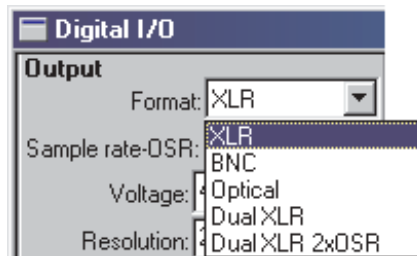 Digital I/O
Output
Format: XLR
XLR
Sample rate-OSR:
BNC
Voltage:
Optical
Dual XLR
Resolution:
Dual XLR 2xOSR